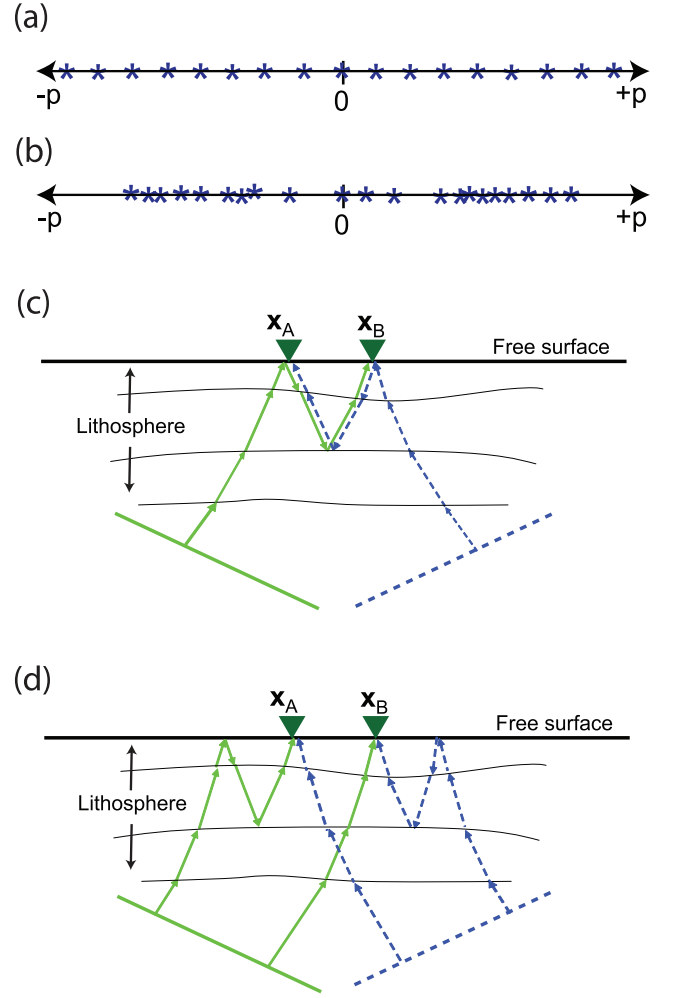 (a)
-p 0 +p
(b)
-p 0 +p
(c)
xA xB
Free surface
Lithosphere
(d)
xA xB
Free surface
Lithosphere